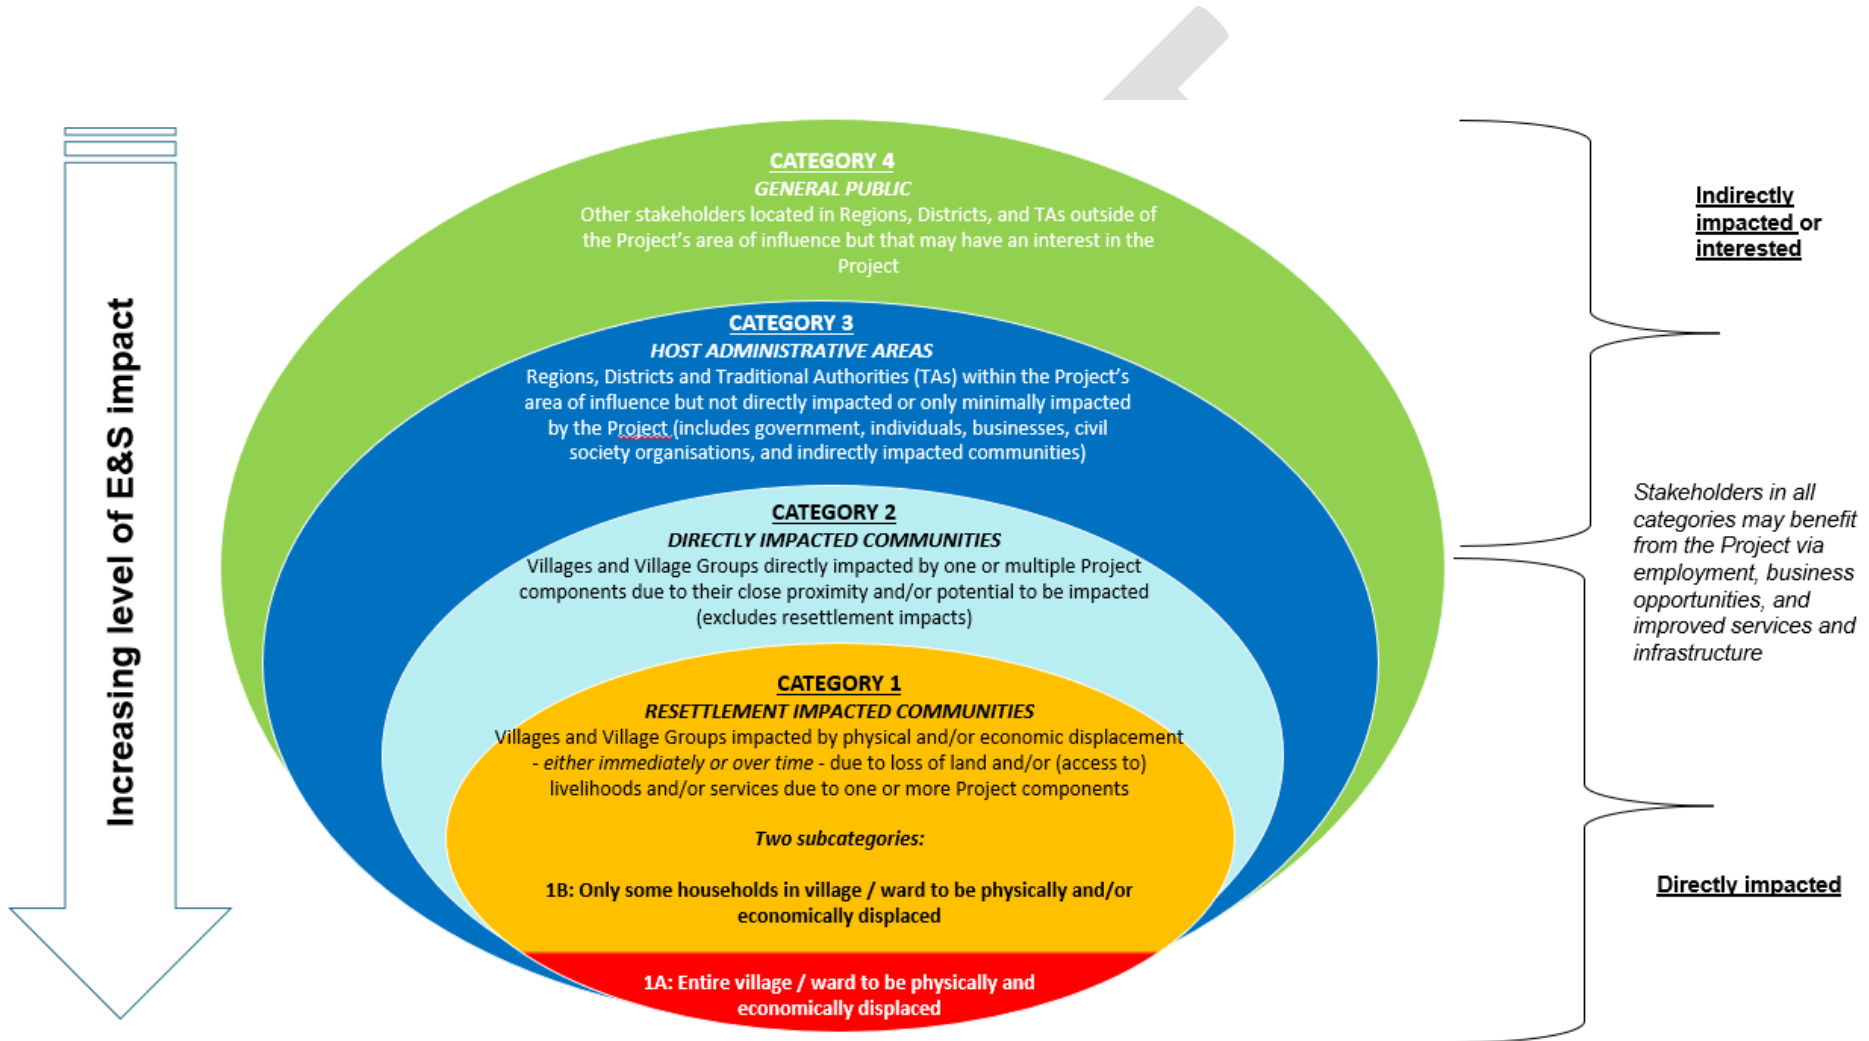 Increasing level of E&S impact
CATEGORY 4
GENERAL PUBLIC
Other stakeholders located in Regions, Districts, and TAs outside of
the Project's area of influence but that may have an interest in the
Project
CATEGORY 3
HOST ADMINISTRATIVE AREAS
Regions, Districts and Traditional Authorities (TAs) within the Project's
area of influence but not directly impacted or only minimally impacted
by the Project (includes government, individuals, businesses, civil
society organisations, and indirectly impacted communities)
CATEGORY 2
DIRECTLY IMPACTED COMMUNITIES
Villages and Village Groups directly impacted by one or multiple Project
components due to their close proximity and/or potential to be impacted
(excludes resettlement impacts)
CATEGORY 1
RESETTLEMENT IMPACTED COMMUNITIES
Villages and Village Groups impacted by physical and/or economic displacement
- either immediately or over time - due to loss of land and/or (access to)
livelihoods and/or services due to one or more Project components
Two subcategories:
1B: Only some households in village / ward to be physically and/or
economically displaced
1A: Entire village / ward to be physically and
economically displaced
Indirectly
impacted or
interested
Stakeholders in all
categories may benefit
from the Project via
employment, business
opportunities, and
improved services and
infrastructure
Directly impacted